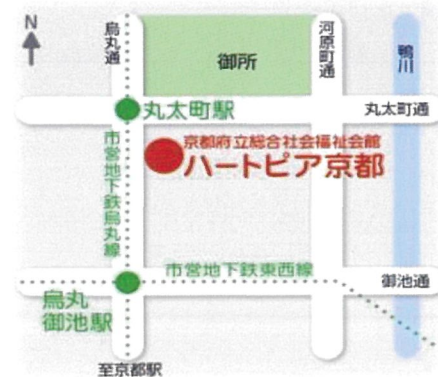 N
烏丸通
御所
河原町通
鴨川
丸太町駅
丸太町通
京都府立総合社会福祉会館
ハートピア京都
市営地下鉄烏丸線
市営地下鉄東西線
御池通
烏丸
御池駅
至京都駅